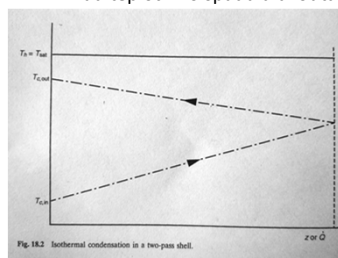 T_h = T_sat
T_c,out
T_c,in
z or Q̇
Fig. 18.2 Isothermal condensation in a two-pass shell.